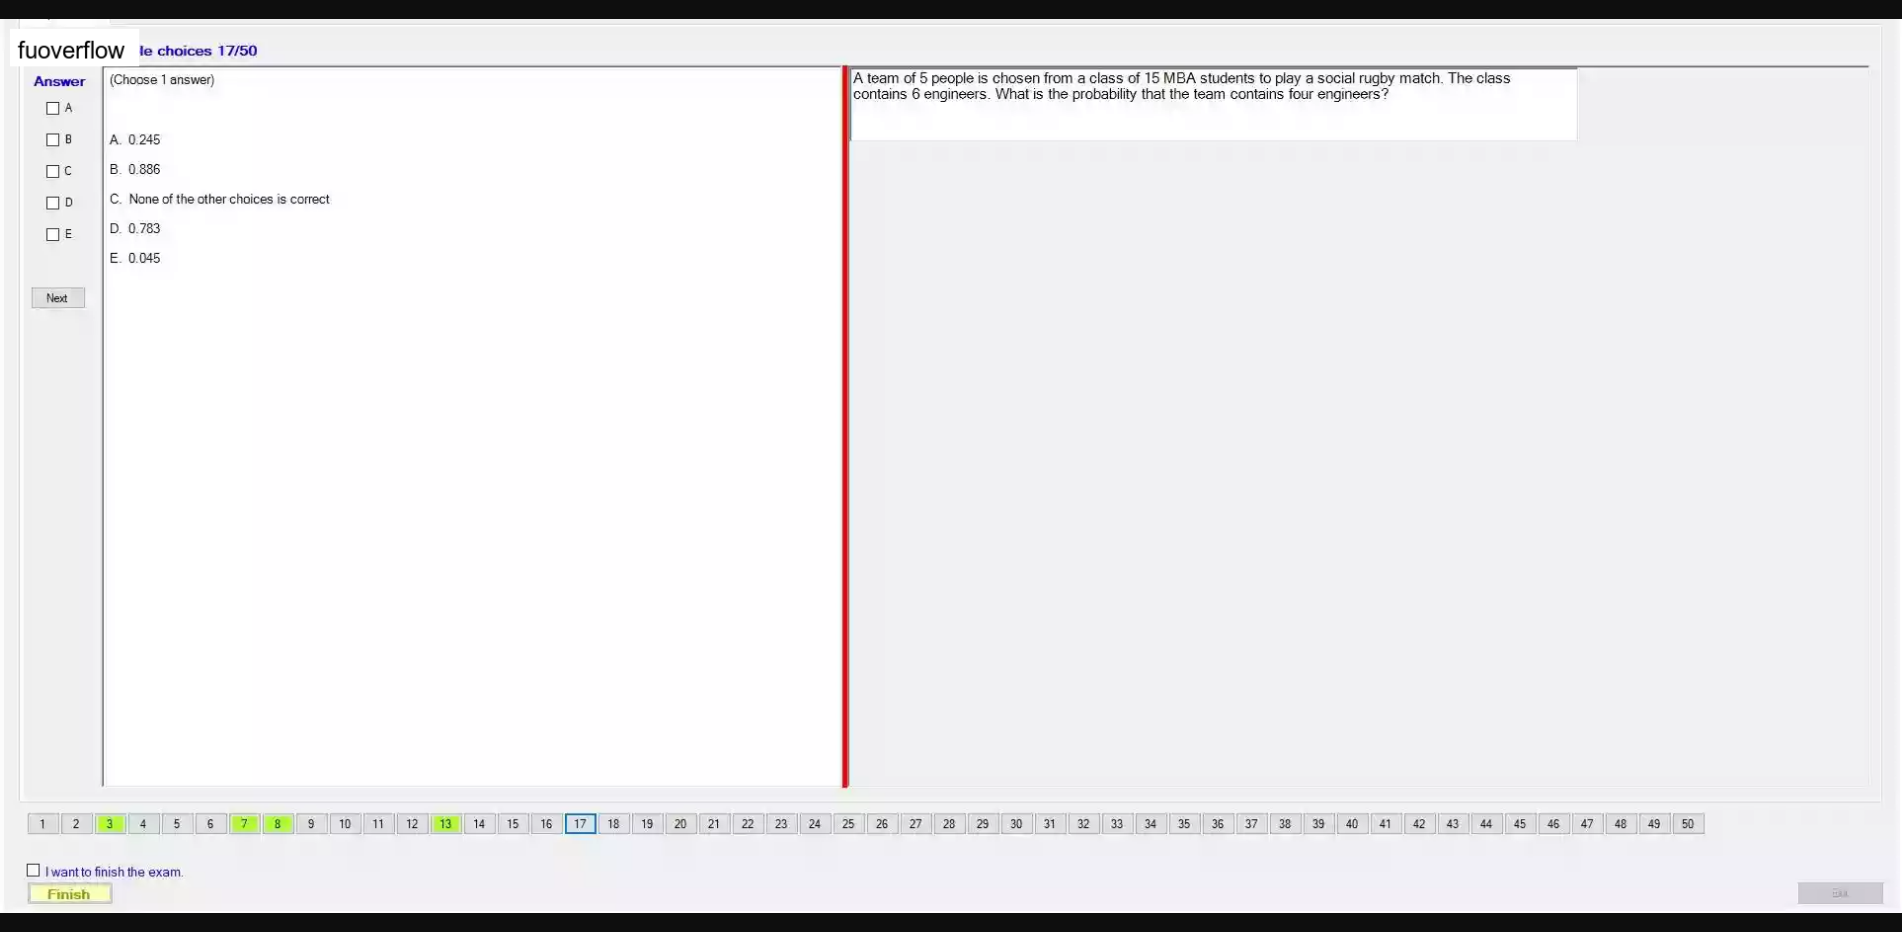 fuoverflow
le choices 17/50
Answer
(Choose 1 answer)
A team of 5 people is chosen from a class of 15 MBA students to play a social rugby match. The class
contains 6 engineers. What is the probability that the team contains four engineers?
A
B
C
D
E
A. 0.245
B. 0.886
C. None of the other choices is correct
D. 0.783
E. 0.045
Next
1 2 3 4 5 6 7 8 9 10 11 12 13 14 15 16 17 18 19 20 21 22 23 24 25 26 27 28 29 30 31 32 33 34 35 36 37 38 39 40 41 42 43 44 45 46 47 48 49 50
I want to finish the exam.
Finish